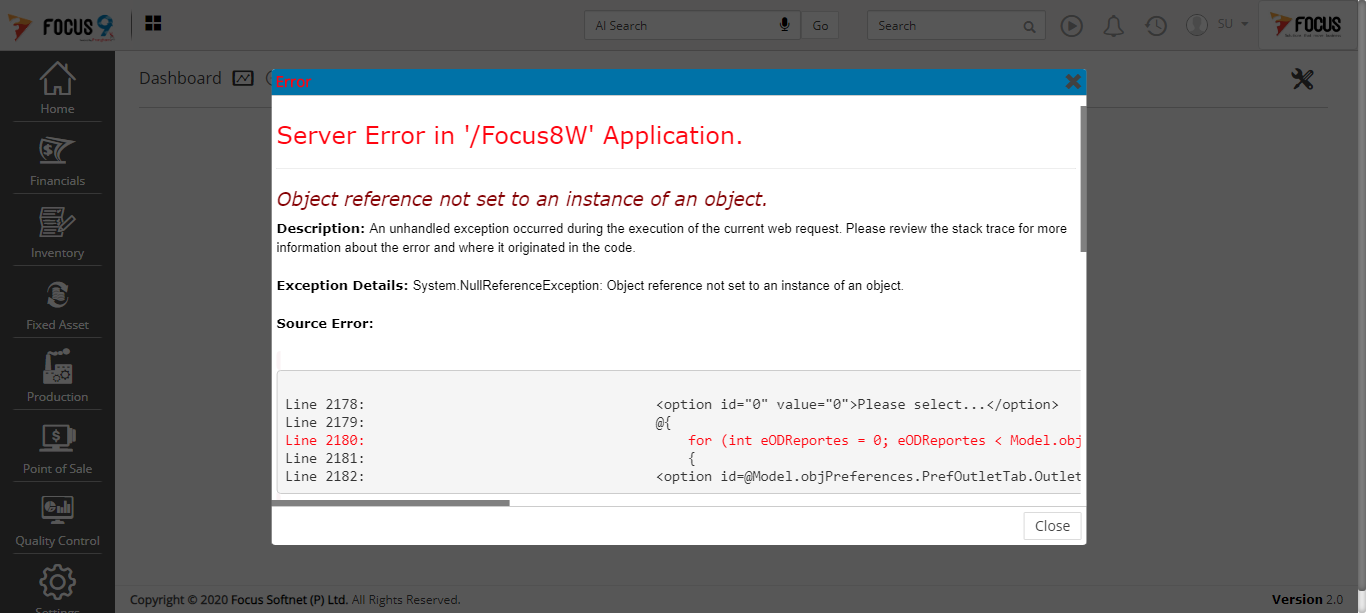 FOCUS 9
AI Search
Go
Search
SU
FOCUS
Dashboard
Home
Financials
Inventory
Fixed Asset
Production
Point of Sale
Quality Control
Settings
Error
Server Error in '/Focus8W' Application.
Object reference not set to an instance of an object.
Description: An unhandled exception occurred during the execution of the current web request. Please review the stack trace for more
information about the error and where it originated in the code.
Exception Details: System.NullReferenceException: Object reference not set to an instance of an object.
Source Error:
Line 2178: <option id="0" value="0">Please select...</option>
Line 2179: @{
Line 2180: for (int eODReportes = 0; eODReportes < Model.obj
Line 2181: {
Line 2182: <option id=@Model.objPreferences.PrefOutletTab.Outlet
Close
Copyright © 2020 Focus Softnet (P) Ltd. All Rights Reserved.
Version 2.0